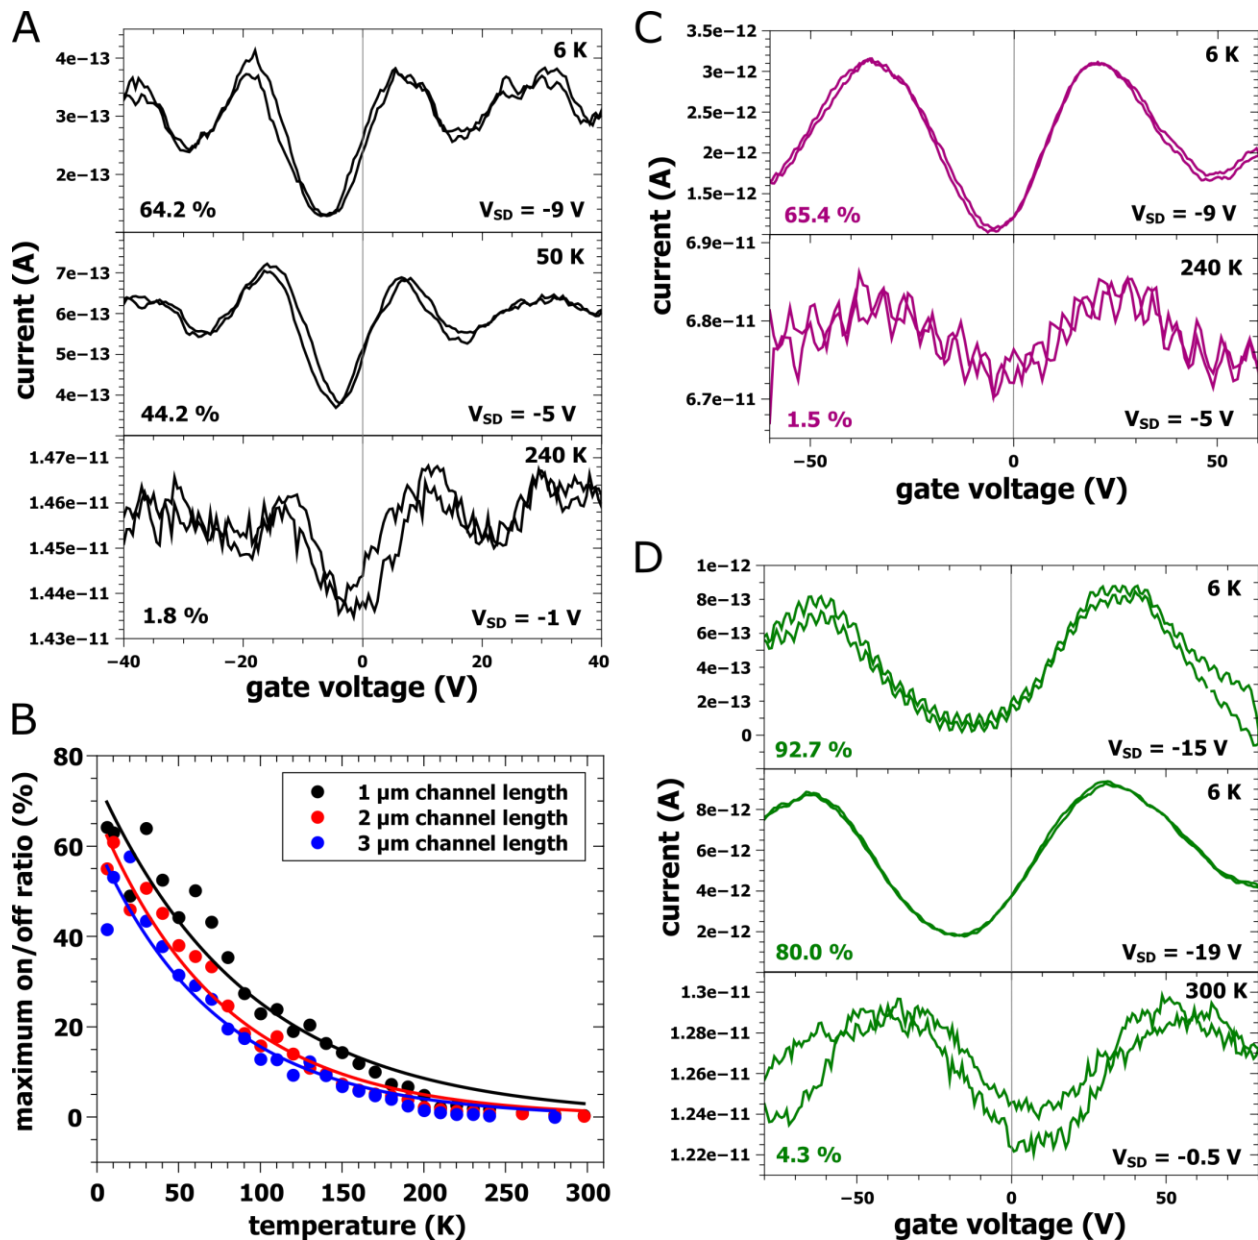 A
4e−13
3e−13
2e−13
6 K
64.2 %
VSD = -9 V
7e−13
6e−13
5e−13
4e−13
50 K
44.2 %
VSD = -5 V
1.47e−11
1.46e−11
1.45e−11
1.44e−11
1.43e−11
240 K
1.8 %
VSD = -1 V
current (A)
−40 −20 0 20 40
gate voltage (V)
B
80
60
40
20
0
maximum on/off ratio (%)
1 μm channel length
2 μm channel length
3 μm channel length
0 50 100 150 200 250 300
temperature (K)
C
3.5e−12
3e−12
2.5e−12
2e−12
1.5e−12
6 K
65.4 %
VSD = -9 V
6.9e−11
6.8e−11
6.7e−11
240 K
1.5 %
VSD = -5 V
current (A)
−50 0 50
gate voltage (V)
D
1e−12
8e−13
6e−13
4e−13
2e−13
0
6 K
92.7 %
VSD = -15 V
8e−12
6e−12
4e−12
2e−12
6 K
80.0 %
VSD = -19 V
1.3e−11
1.28e−11
1.26e−11
1.24e−11
1.22e−11
300 K
4.3 %
VSD = -0.5 V
current (A)
−50 0 50
gate voltage (V)